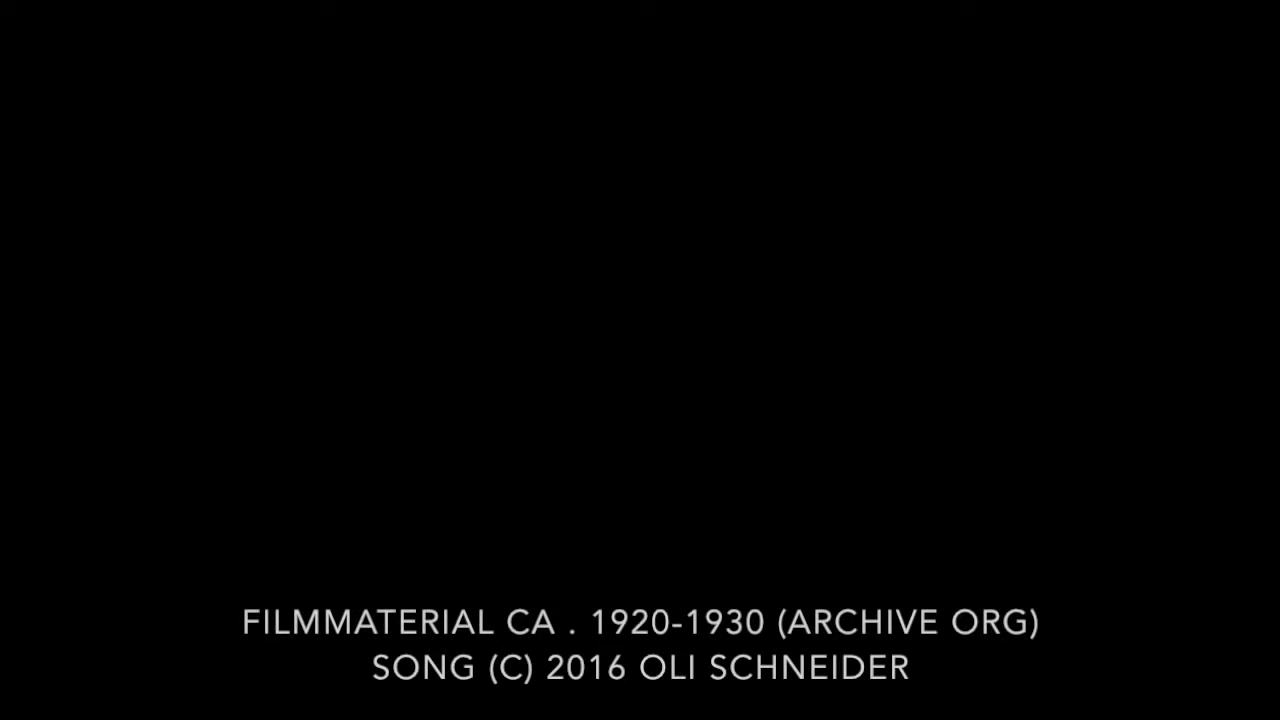 FILMMATERIAL CA . 1920-1930 (ARCHIVE ORG)
SONG (C) 2016 OLI SCHNEIDER